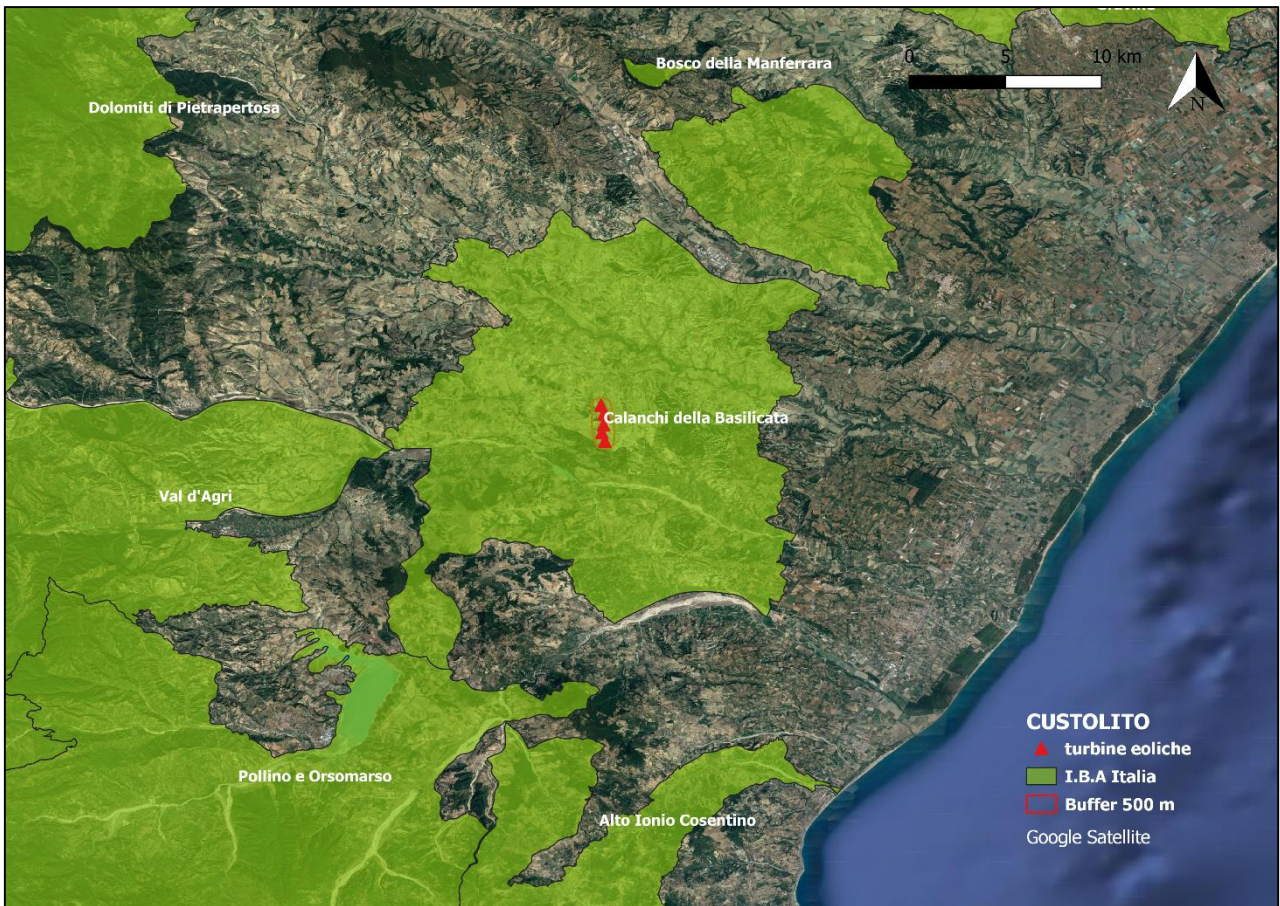 Bosco della Manferrara
0 5 10 km
Dolomiti di Pietrapertosa
N
Calanchi della Basilicata
Val d'Agri
Pollino e Orsomarso
Alto Ionio Cosentino
CUSTOLITO
turbine eoliche
I.B.A Italia
Buffer 500 m
Google Satellite